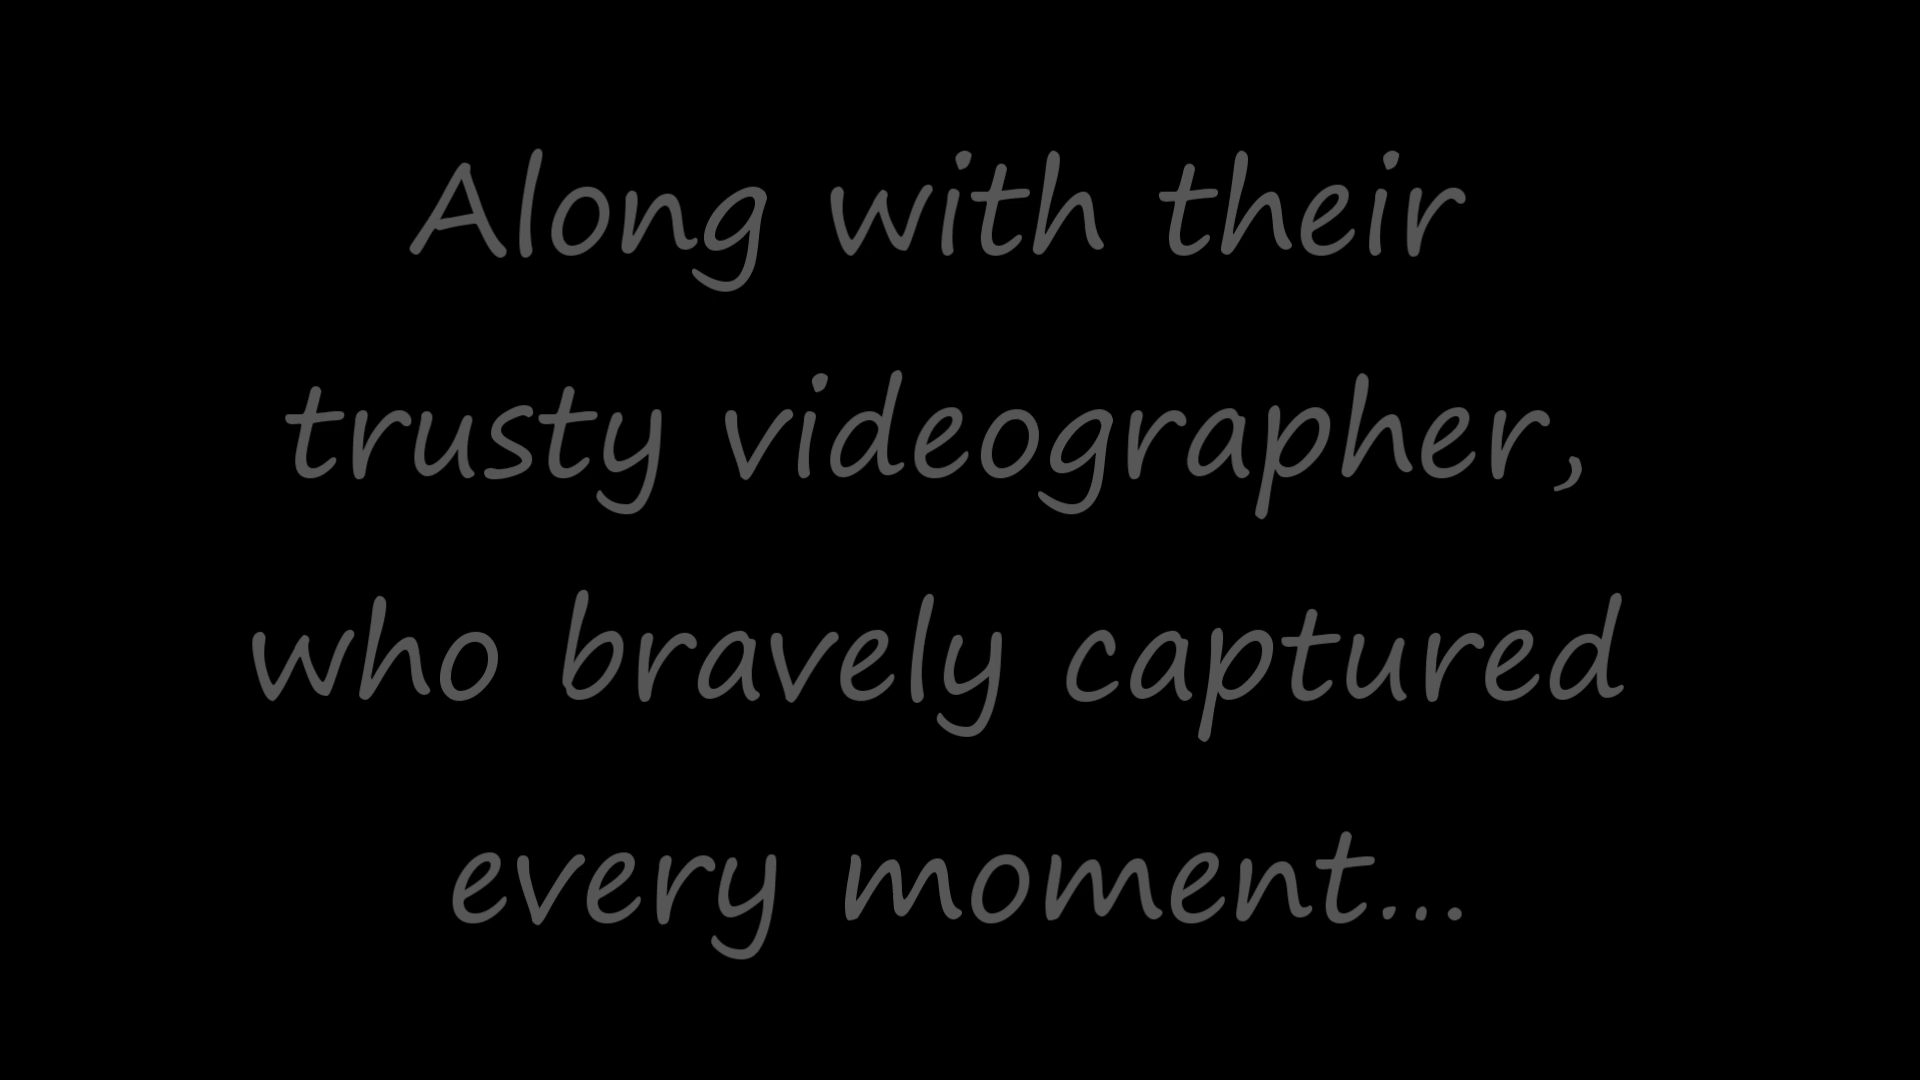 Along with their
trusty videographer,
who bravely captured
every moment...